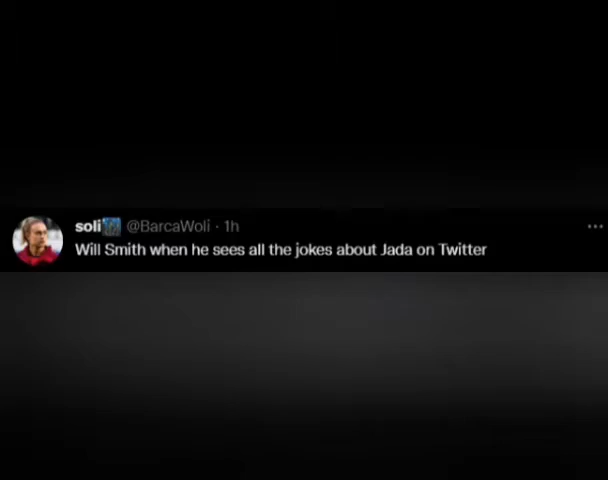 soli @BarcaWoli · 1h
Will Smith when he sees all the jokes about Jada on Twitter